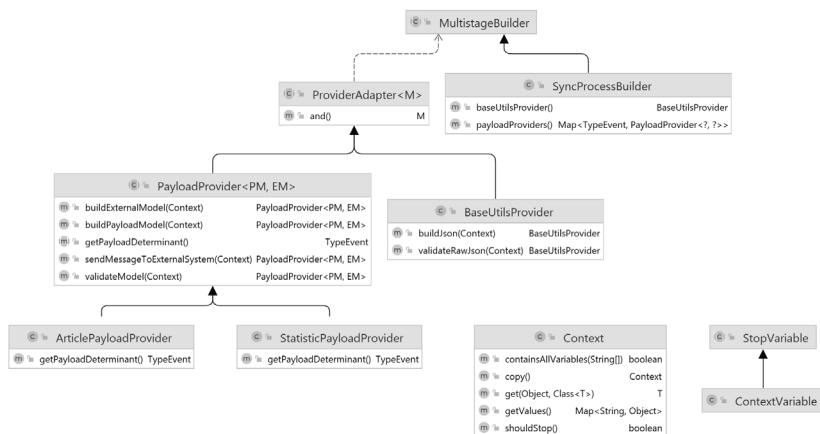 MultistageBuilder
ProviderAdapter<M>
and() M
SyncProcessBuilder
baseUtilsProvider() BaseUtilsProvider
payloadProviders() Map<TypeEvent, PayloadProvider<?, ?>>
PayloadProvider<PM, EM>
buildExternalModel(Context) PayloadProvider<PM, EM>
buildPayloadModel(Context) PayloadProvider<PM, EM>
getPayloadDeterminant() TypeEvent
sendMessageToExternalSystem(Context) PayloadProvider<PM, EM>
validateModel(Context) PayloadProvider<PM, EM>
BaseUtilsProvider
buildJson(Context) BaseUtilsProvider
validateRawJson(Context) BaseUtilsProvider
ArticlePayloadProvider
getPayloadDeterminant() TypeEvent
StatisticPayloadProvider
getPayloadDeterminant() TypeEvent
Context
containsAllVariables(String[]) boolean
copy() Context
get(Object, Class<T>) T
getValues() Map<String, Object>
shouldStop() boolean
StopVariable
ContextVariable